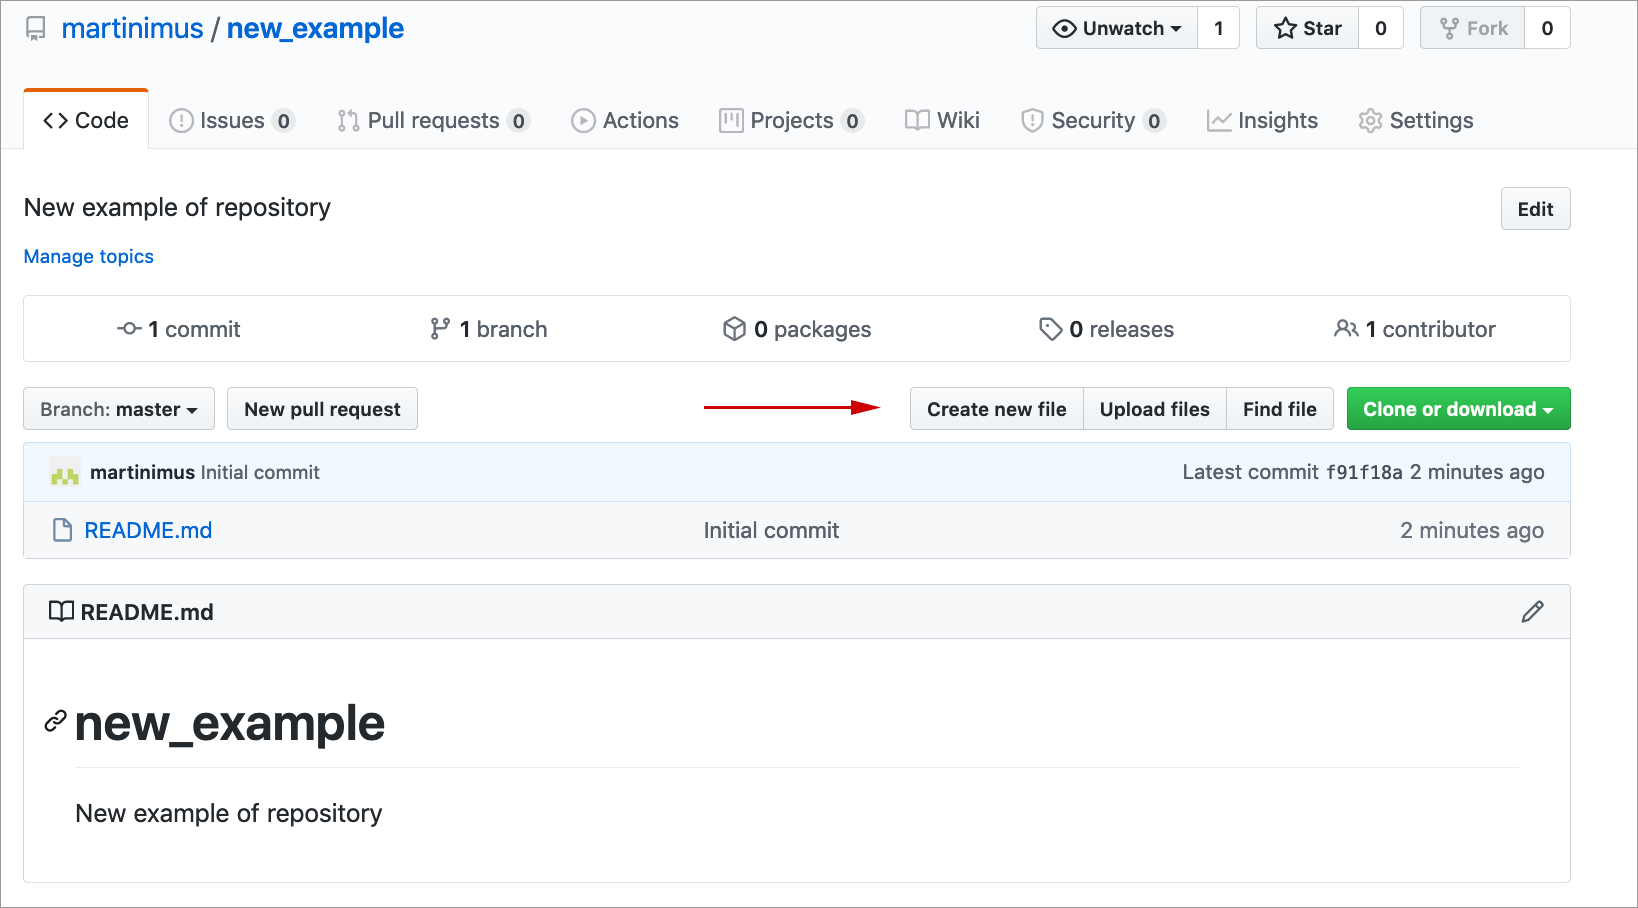 martinimus / new_example
Unwatch 1 Star 0 Fork 0
Code Issues 0 Pull requests 0 Actions Projects 0 Wiki Security 0 Insights Settings
New example of repository
Edit
Manage topics
1 commit 1 branch 0 packages 0 releases 1 contributor
Branch: master New pull request Create new file Upload files Find file Clone or download
martinimus Initial commit Latest commit f91f18a 2 minutes ago
README.md Initial commit 2 minutes ago
README.md
new_example
New example of repository